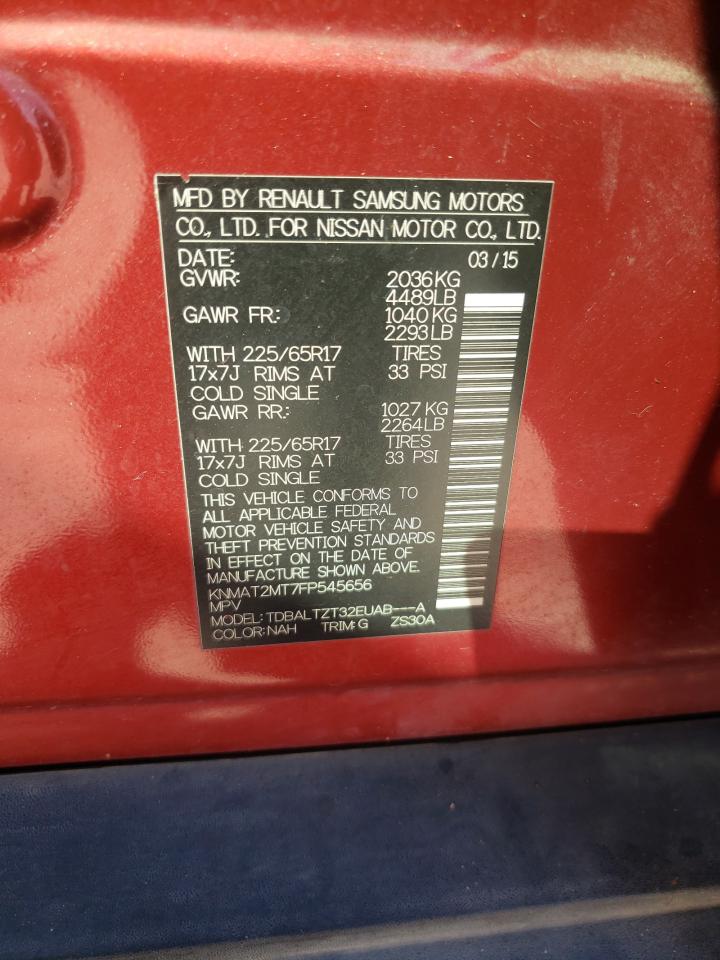 MFD BY RENAULT SAMSUNG MOTORS
CO., LTD. FOR NISSAN MOTOR CO., LTD.
DATE: 03/15
GVWR: 2036KG
4489LB
GAWR FR: 1040KG
2293LB
WITH 225/65R17 TIRES
17x7J RIMS AT 33 PSI
COLD SINGLE
GAWR RR: 1027KG
2264LB
WITH 225/65R17 TIRES
17x7J RIMS AT 33 PSI
COLD SINGLE
THIS VEHICLE CONFORMS TO
ALL APPLICABLE FEDERAL
MOTOR VEHICLE SAFETY AND
THEFT PREVENTION STANDARDS
IN EFFECT ON THE DATE OF
MANUFACTURE SHOWN ABOVE.
KNMAT2MT7FP545656
MPV
MODEL: TDBALTZT32EUAB---A
COLOR: NAH TRIM: G ZS30A